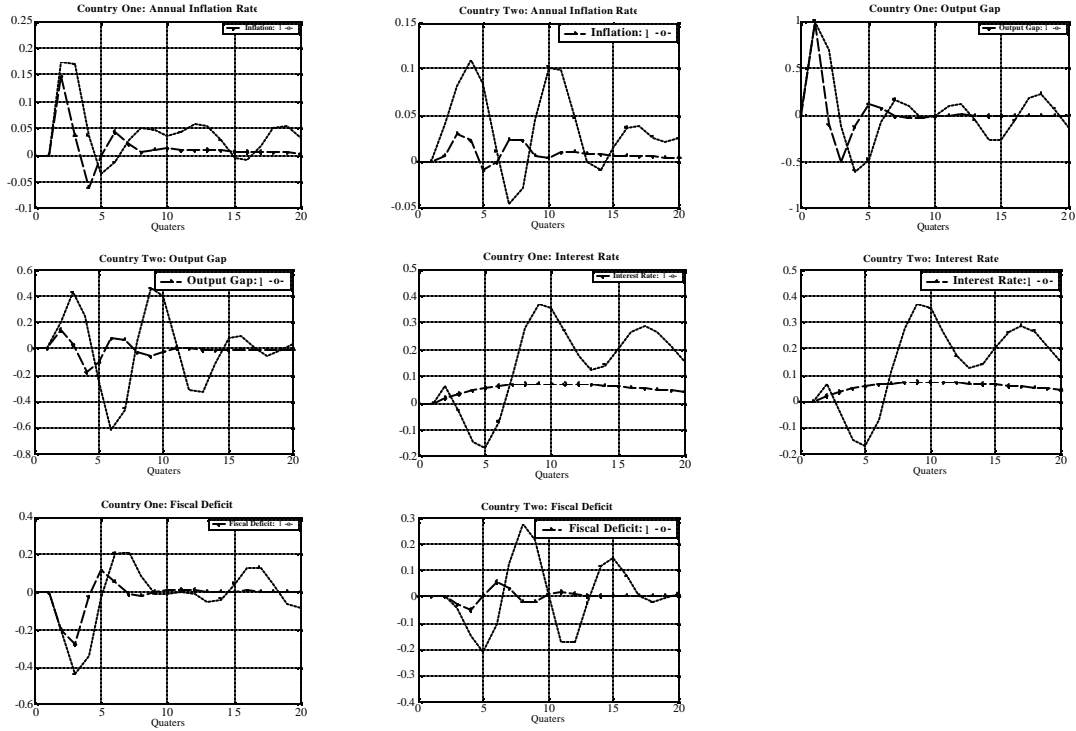 Country One: Annual Inflation Rate
Inflation: 1 -o-
0.25
0.2
0.15
0.1
0.05
0
-0.05
-0.1
0 5 10 15 20
Quaters
Country Two: Annual Inflation Rate
Inflation: ] -o-
0.15
0.1
0.05
0
-0.05
0 5 10 15 20
Quaters
Country One: Output Gap
Output Gap: 1 -o-
1
0.5
0
-0.5
-1
0 5 10 15 20
Quaters
Country Two: Output Gap
Output Gap: ] -o-
0.6
0.4
0.2
0
-0.2
-0.4
-0.6
-0.8
0 5 10 15 20
Quaters
Country One: Interest Rate
Interest Rate: 1 -o-
0.5
0.4
0.3
0.2
0.1
0
-0.1
-0.2
0 5 10 15 20
Quaters
Country Two: Interest Rate
Interest Rate: ] -o-
0.5
0.4
0.3
0.2
0.1
0
-0.1
-0.2
0 5 10 15 20
Quaters
Country One: Fiscal Deficit
Fiscal Deficit: 1 -o-
0.4
0.2
0
-0.2
-0.4
-0.6
0 5 10 15 20
Quaters
Country Two: Fiscal Deficit
Fiscal Deficit: ] -o-
0.3
0.2
0.1
0
-0.1
-0.2
-0.3
-0.4
0 5 10 15 20
Quaters